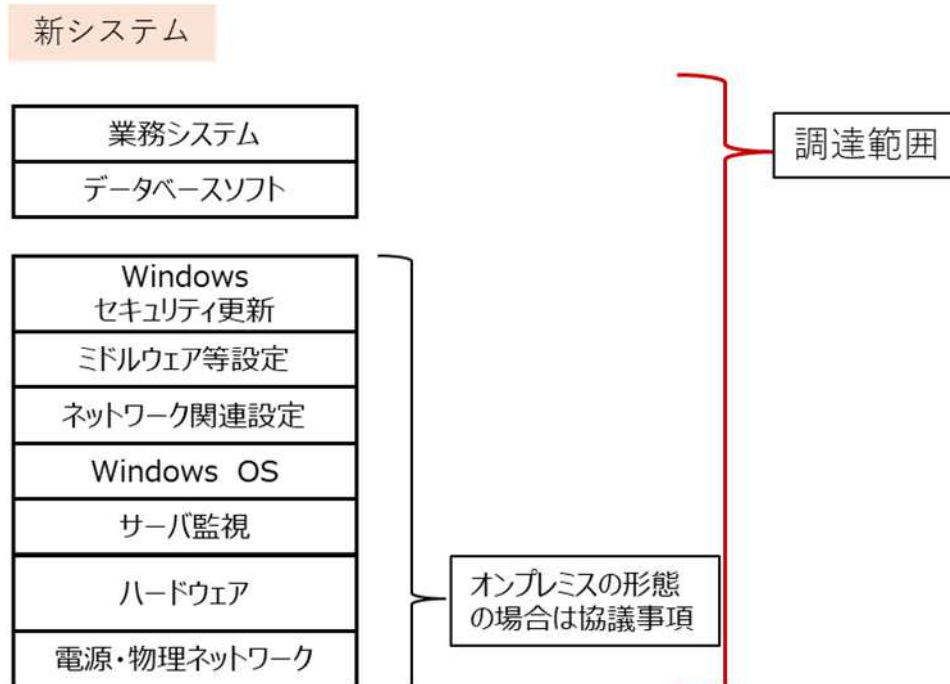 新システム
調達範囲
業務システム
データベースソフト
Windows
セキュリティ更新
ミドルウェア等設定
ネットワーク関連設定
Windows OS
サーバ監視
ハードウェア
電源・物理ネットワーク
オンプレミスの形態
の場合は協議事項